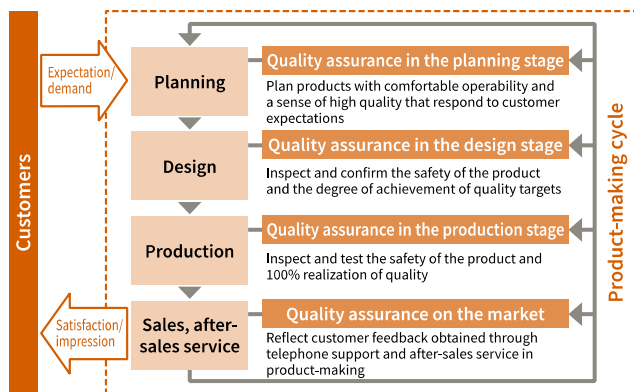 Customers
Expectation/
demand
Planning
Quality assurance in the planning stage
Plan products with comfortable operability and
a sense of high quality that respond to customer
expectations
Design
Quality assurance in the design stage
Inspect and confirm the safety of the product
and the degree of achievement of quality targets
Production
Quality assurance in the production stage
Inspect and test the safety of the product and
100% realization of quality
Satisfaction/
impression
Sales, after-
sales service
Quality assurance on the market
Reflect customer feedback obtained through
telephone support and after-sales service in
product-making
Product-making cycle